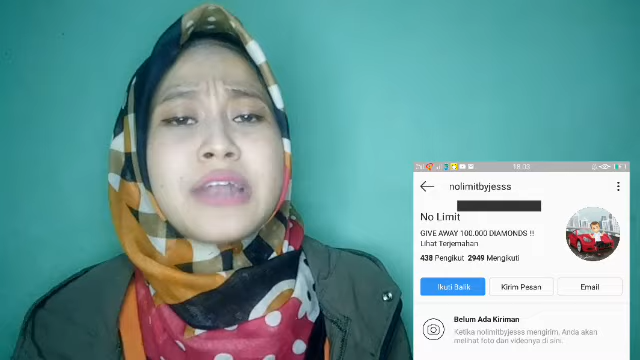 18:03
nolimitbyjesss
No Limit
GIVE AWAY 100.000 DIAMONDS !!
Lihat Terjemahan
438 Pengikut 2949 Mengikuti
Ikuti Balik Kirim Pesan Email
Belum Ada Kiriman
Ketika nolimitbyjesss mengirim, Anda akan
melihat foto dan videonya di sini.